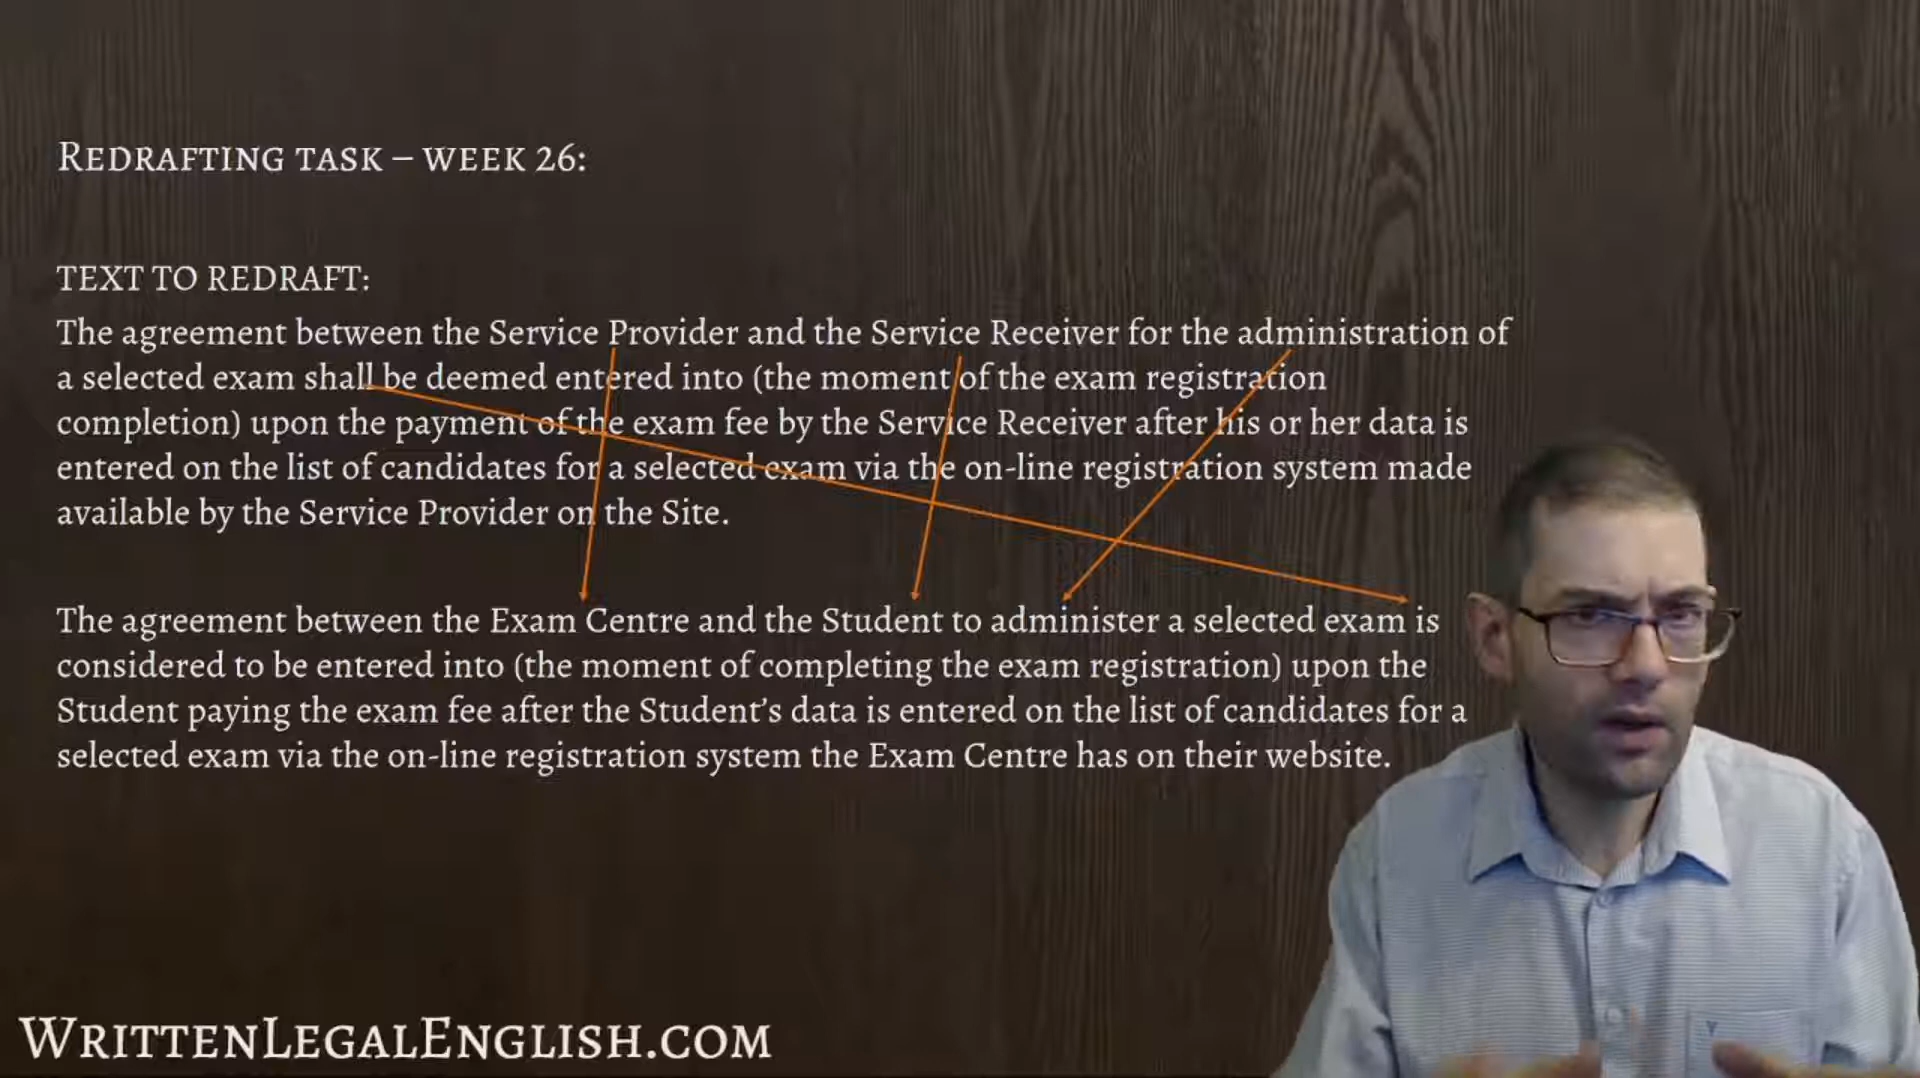 Redrafting task – week 26:
TEXT TO REDRAFT:
The agreement between the Service Provider and the Service Receiver for the administration of
a selected exam shall be deemed entered into (the moment of the exam registration
completion) upon the payment of the exam fee by the Service Receiver after his or her data is
entered on the list of candidates for a selected exam via the on-line registration system made
available by the Service Provider on the Site.
The agreement between the Exam Centre and the Student to administer a selected exam is
considered to be entered into (the moment of completing the exam registration) upon the
Student paying the exam fee after the Student’s data is entered on the list of candidates for a
selected exam via the on-line registration system the Exam Centre has on their website.
WrittenLegalEnglish.com